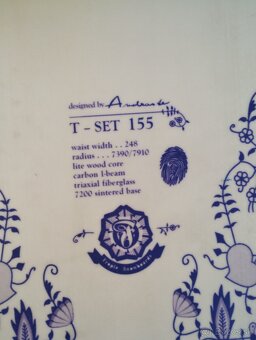 designed by
T - SET 155
waist width . . 248
radius . . . 7390/7910
lite wood core
carbon I-beam
triaxial fiberglass
7200 sintered base